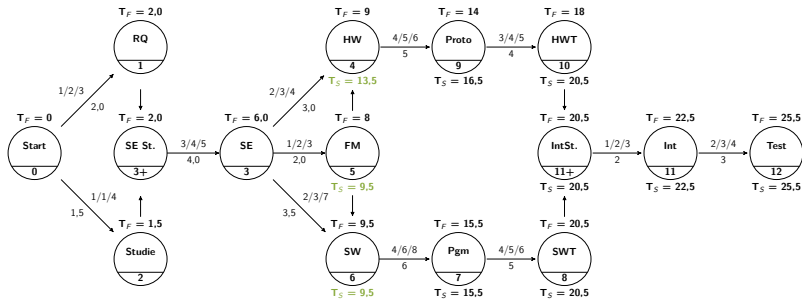 T_F = 2,0
RQ
1
T_F = 9
HW
4
T_S = 13,5
4/5/6
5
T_F = 14
Proto
9
T_S = 16,5
3/4/5
4
T_F = 18
HWT
10
T_S = 20,5
1/2/3
2,0
2/3/4
3,0
T_F = 0
Start
0
T_F = 2,0
SE St.
3+
3/4/5
4,0
T_F = 6,0
SE
3
1/2/3
2,0
T_F = 8
FM
5
T_S = 9,5
T_S = 20,5
IntSt.
11+
T_S = 20,5
1/2/3
2
T_F = 22,5
Int
11
T_S = 22,5
2/3/4
3
T_F = 25,5
Test
12
T_S = 25,5
1/1/4
1,5
2/3/7
3,5
T_F = 1,5
Studie
2
T_F = 9,5
SW
6
T_S = 9,5
4/6/8
6
T_F = 15,5
Pgm
7
T_S = 15,5
4/5/6
5
T_F = 20,5
SWT
8
T_S = 20,5